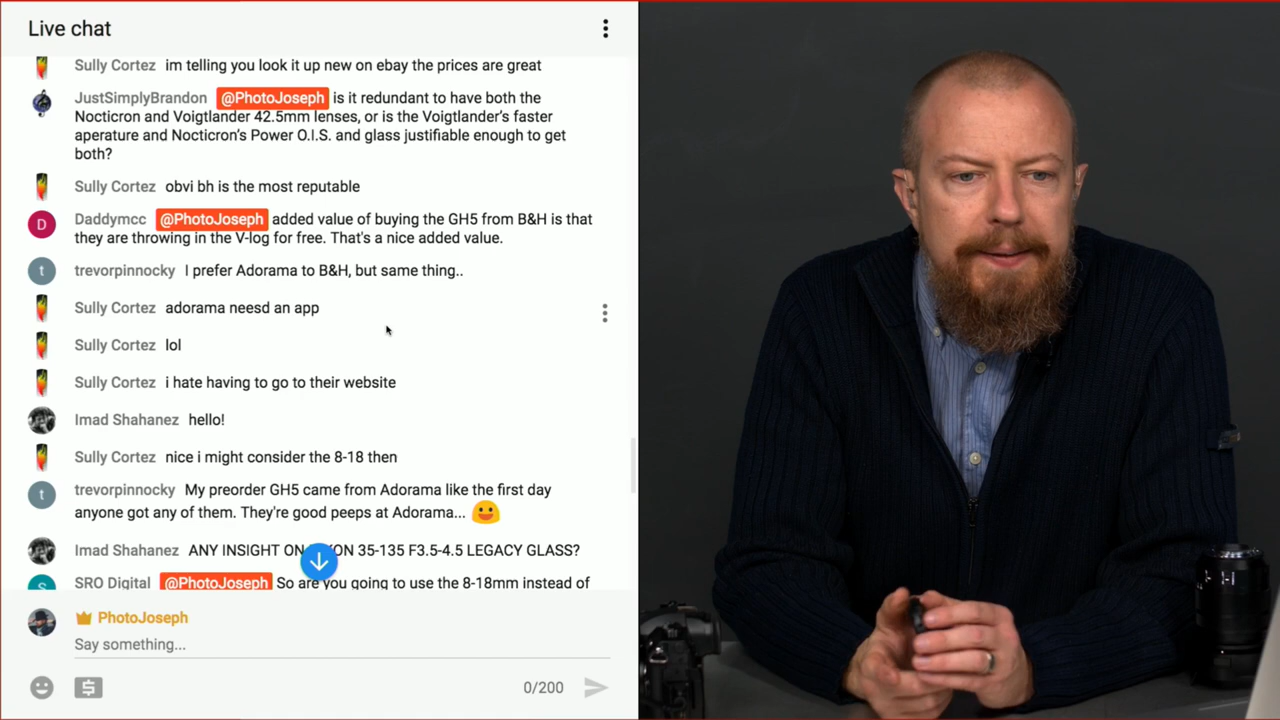 Live chat
Sully Cortez im telling you look it up new on ebay the prices are great
JustSimplyBrandon @PhotoJoseph is it redundant to have both the
Nocticron and Voigtlander 42.5mm lenses, or is the Voigtlander's faster
aperature and Nocticron's Power O.I.S. and glass justifiable enough to get
both?
Sully Cortez obvi bh is the most reputable
D
Daddymcc @PhotoJoseph added value of buying the GH5 from B&H is that
they are throwing in the V-log for free. That's a nice added value.
t
trevorpinnocky I prefer Adorama to B&H, but same thing..
Sully Cortez adorama neesd an app
Sully Cortez lol
Sully Cortez i hate having to go to their website
Imad Shahanez hello!
Sully Cortez nice i might consider the 8-18 then
t
trevorpinnocky My preorder GH5 came from Adorama like the first day
anyone got any of them. They're good peeps at Adorama... 😃
Imad Shahanez ANY INSIGHT ON 35-135 F3.5-4.5 LEGACY GLASS?
S
SRO Digital @PhotoJoseph So are you going to use the 8-18mm instead of
PhotoJoseph
Say something...
0/200